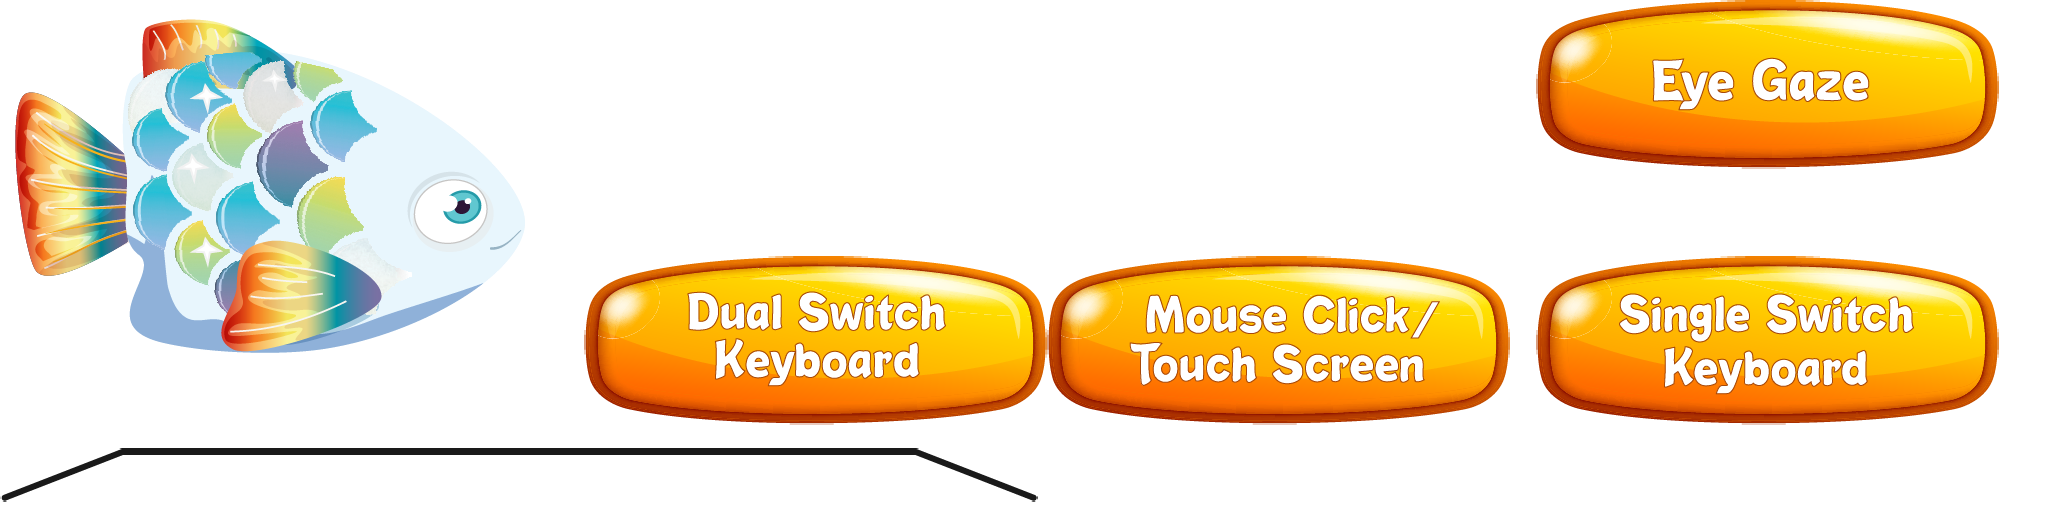 Eye Gaze
Dual Switch
Keyboard
Mouse Click/
Touch Screen
Single Switch
Keyboard